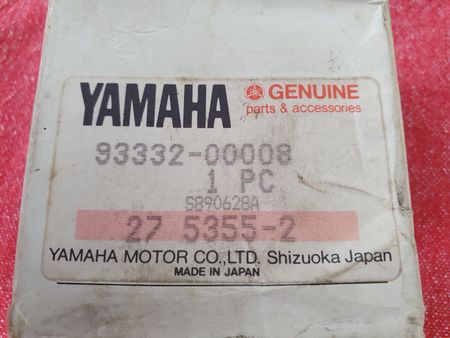 YAMAHA GENUINE
parts & accessories
93332-00008
1 PC
S890628A
27 5355-2
YAMAHA MOTOR CO.,LTD. Shizuoka Japan
MADE IN JAPAN